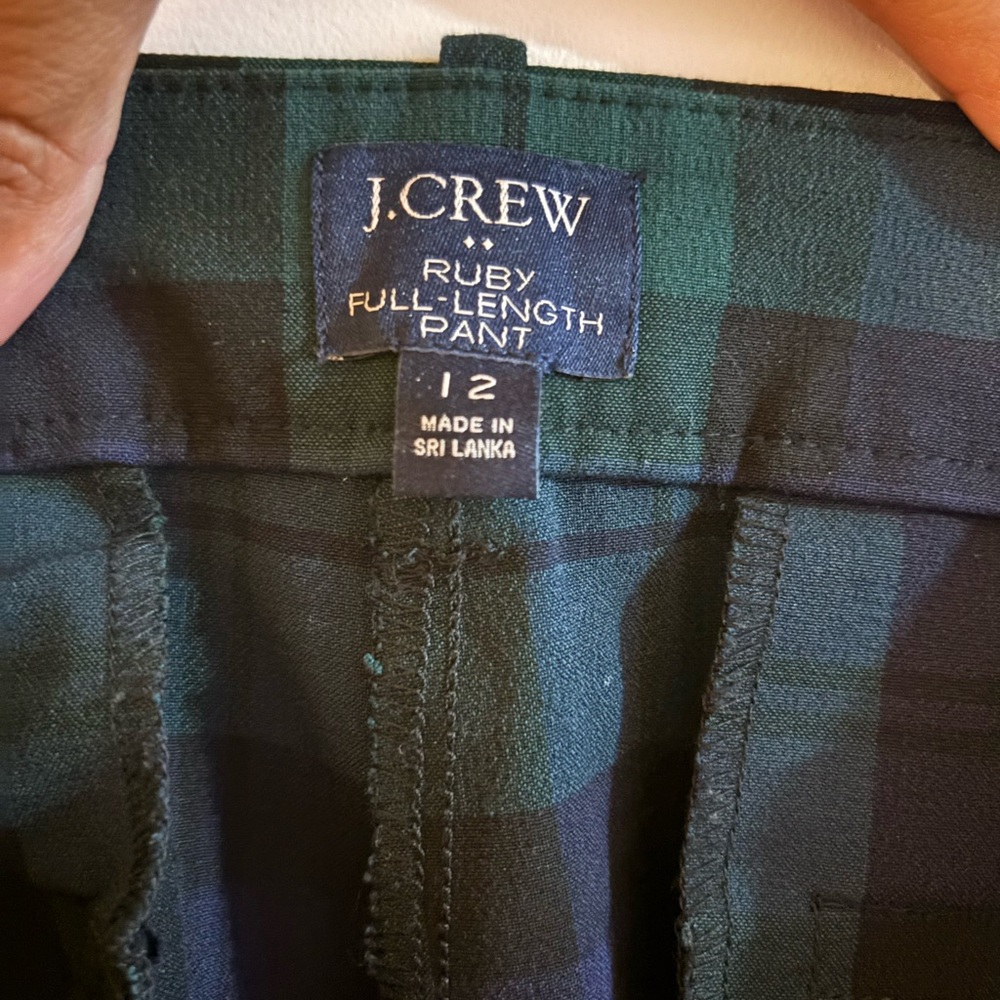 J.CREW
RUBY
FULL-LENGTH
PANT
12
MADE IN
SRI LANKA